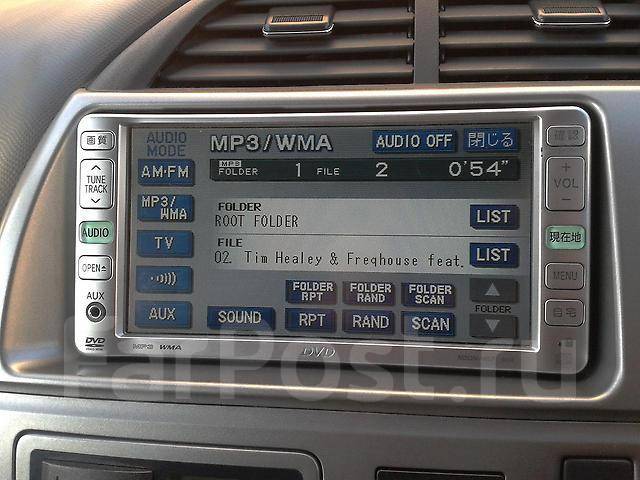 画質
AUDIO
MODE
MP3/WMA
AUDIO OFF
閉じる
AM·FM
MP3
FOLDER 1 FILE 2 0'54"
TUNE
TRACK
VOL
MP3/
WMA
FOLDER
ROOT FOLDER
LIST
AUDIO
TV
FILE
02. Tim Healey & Freqhouse feat.
LIST
現在地
OPEN
MENU
FOLDER
RPT
FOLDER
RAND
FOLDER
SCAN
FOLDER
AUX
AUX
SOUND
RPT
RAND
SCAN
自宅
DVD
MP3 WMA
DVD
FarPost.ru